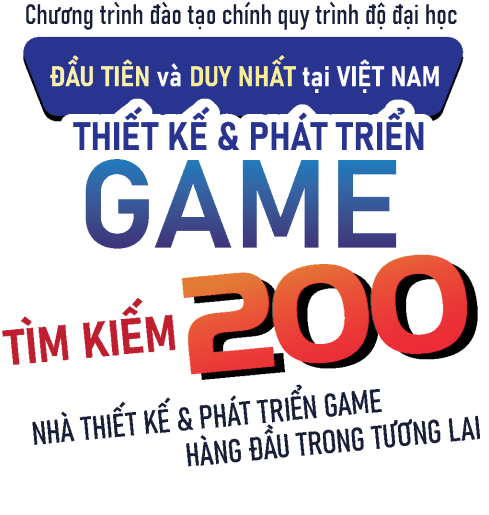 Chương trình đào tạo chính quy trình độ đại học
ĐẦU TIÊN và DUY NHẤT tại VIỆT NAM
THIẾT KẾ & PHÁT TRIỂN
GAME
TÌM KIẾM 200
NHÀ THIẾT KẾ & PHÁT TRIỂN GAME
HÀNG ĐẦU TRONG TƯƠNG LAI